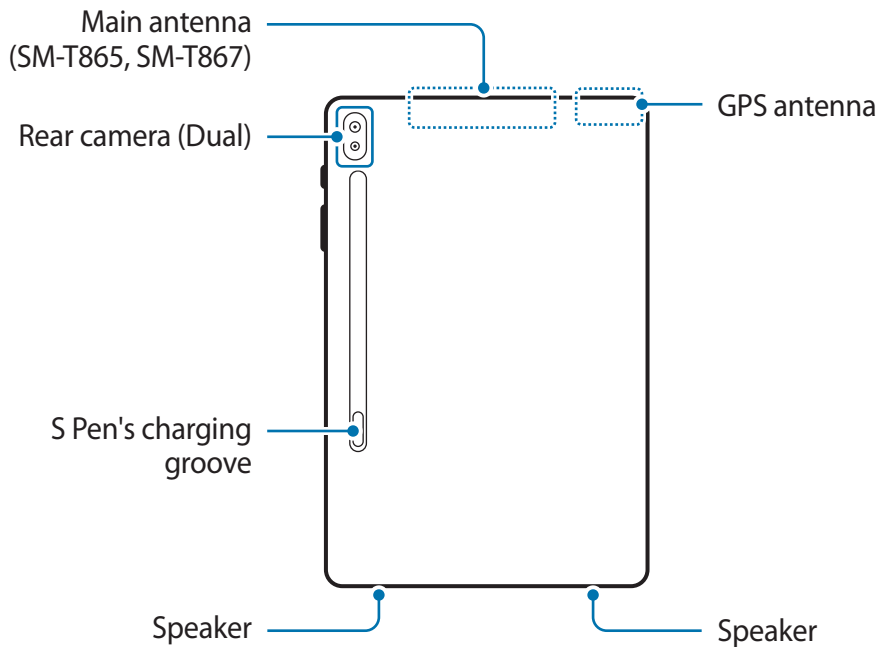 Main antenna
(SM-T865, SM-T867)
GPS antenna
Rear camera (Dual)
S Pen's charging
groove
Speaker
Speaker